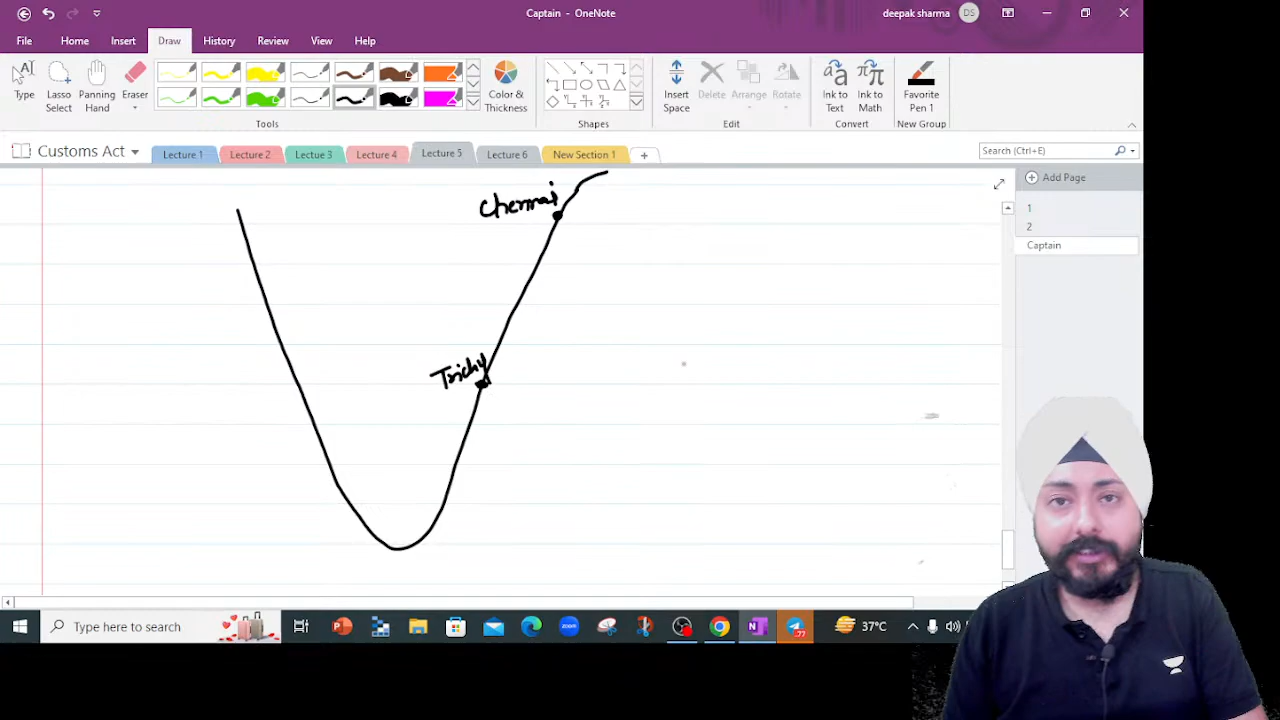 Captain - OneNote
deepak sharma DS
File Home Insert Draw History Review View Help
Type
Lasso Select
Panning Hand
Eraser
Color & Thickness
Insert Space
Delete
Arrange
Rotate
Ink to Text
Ink to Math
Favorite Pen 1
Tools
Shapes
Edit
Convert
New Group
Customs Act
Lecture 1
Lecture 2
Lectue 3
Lecture 4
Lecture 5
Lecture 6
New Section 1
Search (Ctrl+E)
Add Page
1
2
Captain
Chennai
Trichy
Type here to search
zoom
77
37°C